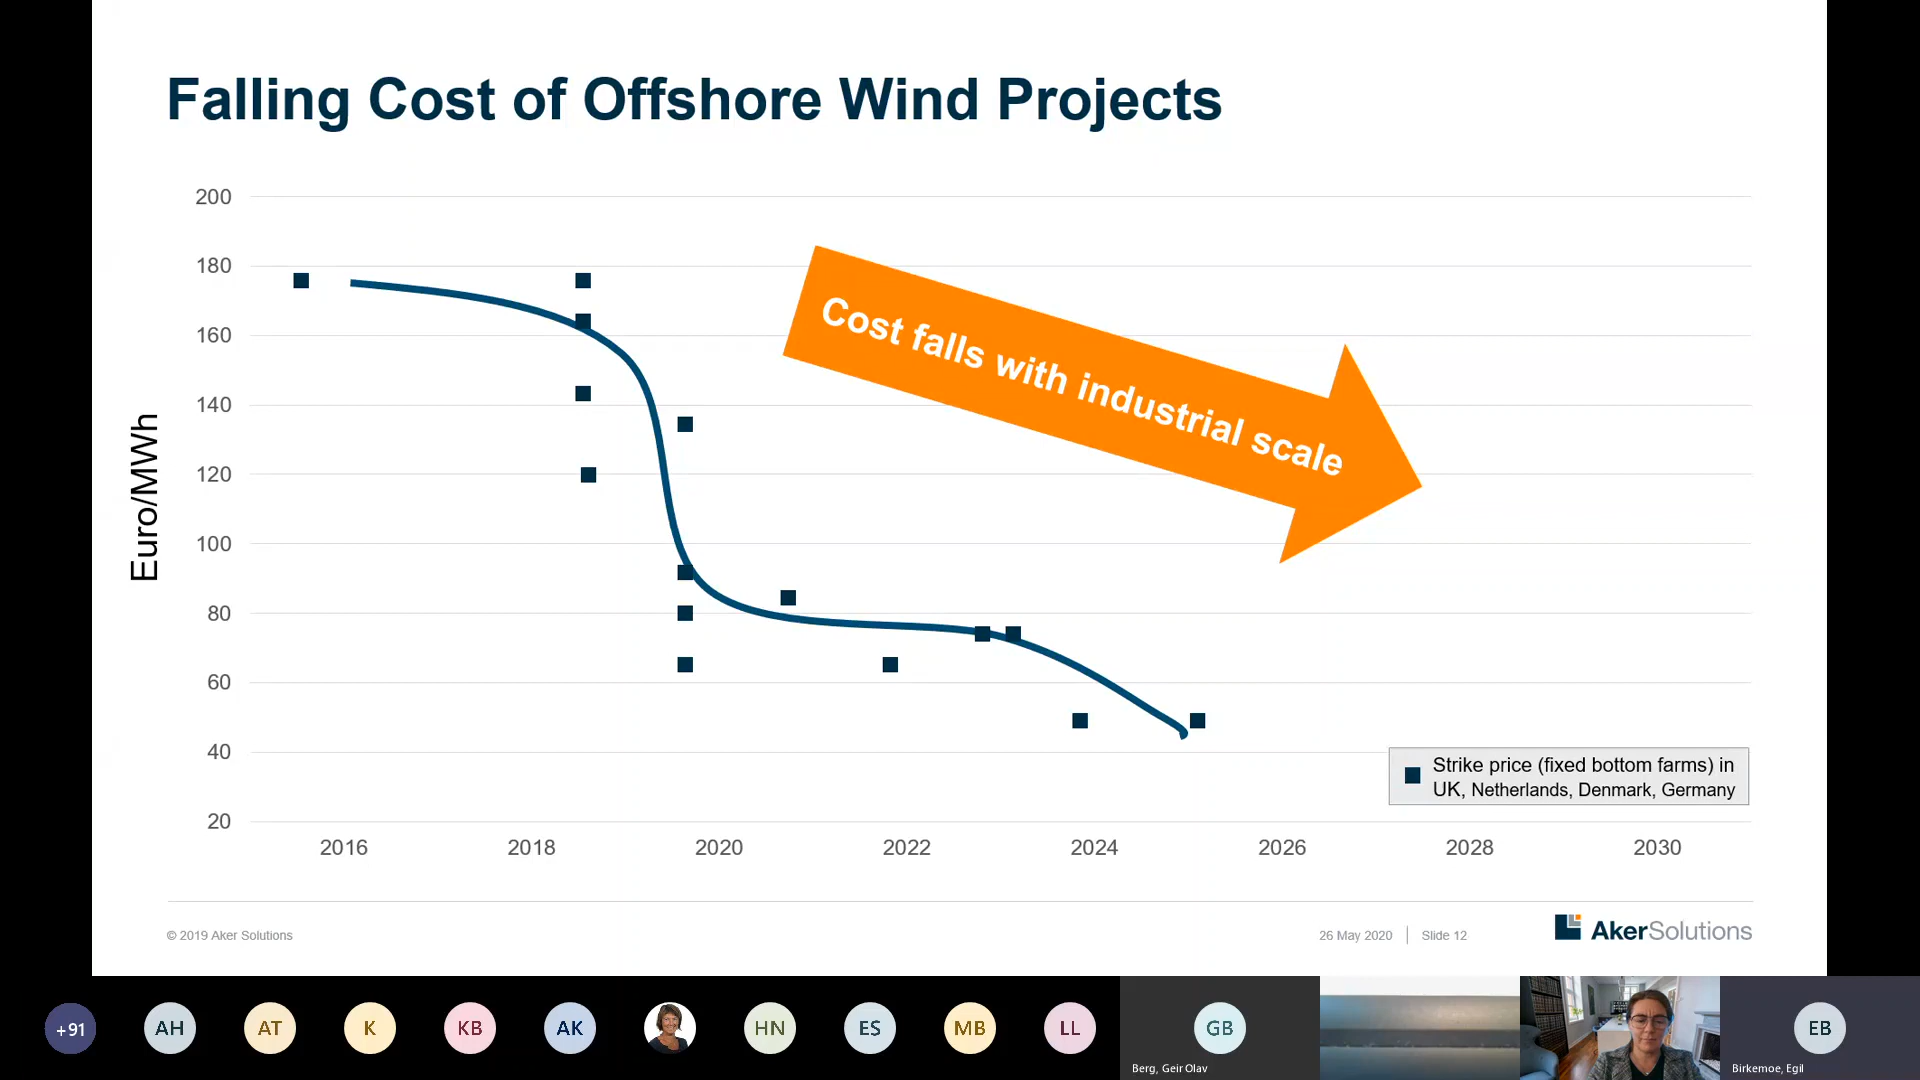 Falling Cost of Offshore Wind Projects
200
180
160
140
120
100
80
60
40
20
Euro/MWh
Cost falls with industrial scale
Strike price (fixed bottom farms) in
UK, Netherlands, Denmark, Germany
2016 2018 2020 2022 2024 2026 2028 2030
© 2019 Aker Solutions
26 May 2020 Slide 12
AkerSolutions
+91 AH AT K KB AK HN ES MB LL GB EB
Berg, Geir Olav
Birkemoe, Egil